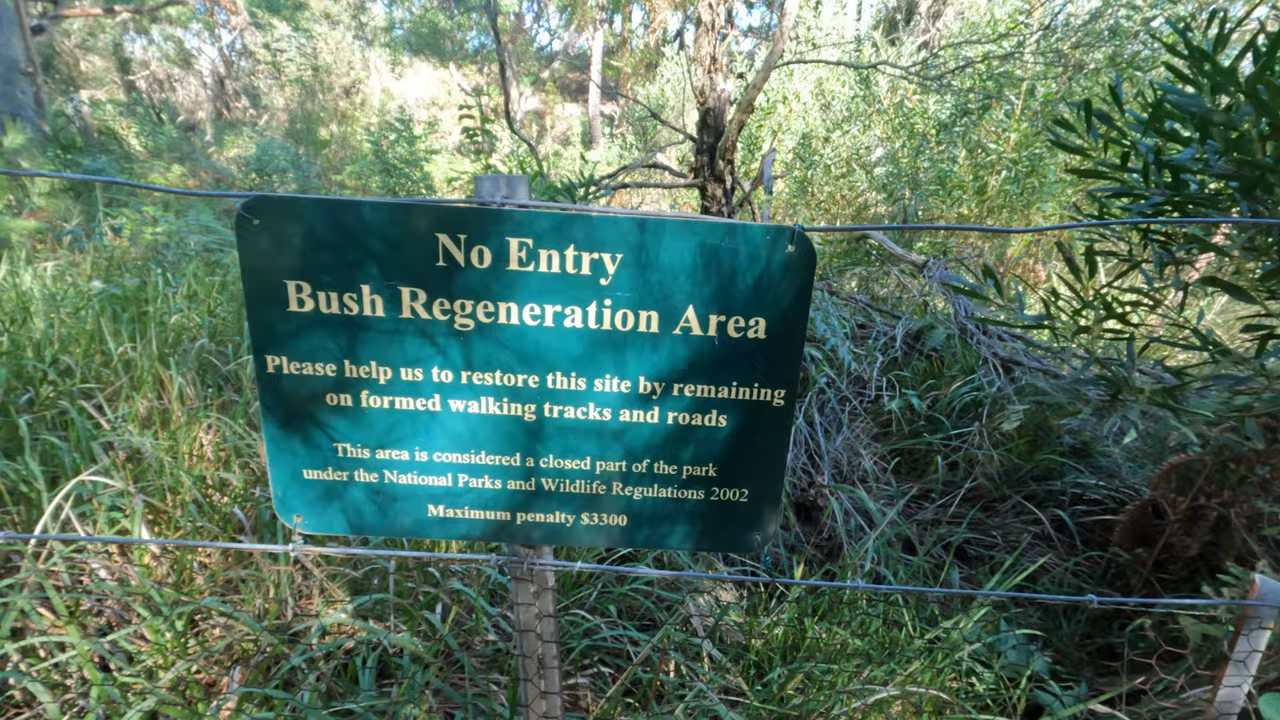 No Entry
Bush Regeneration Area
Please help us to restore this site by remaining
on formed walking tracks and roads
This area is considered a closed part of the park
under the National Parks and Wildlife Regulations 2002
Maximum penalty $3300